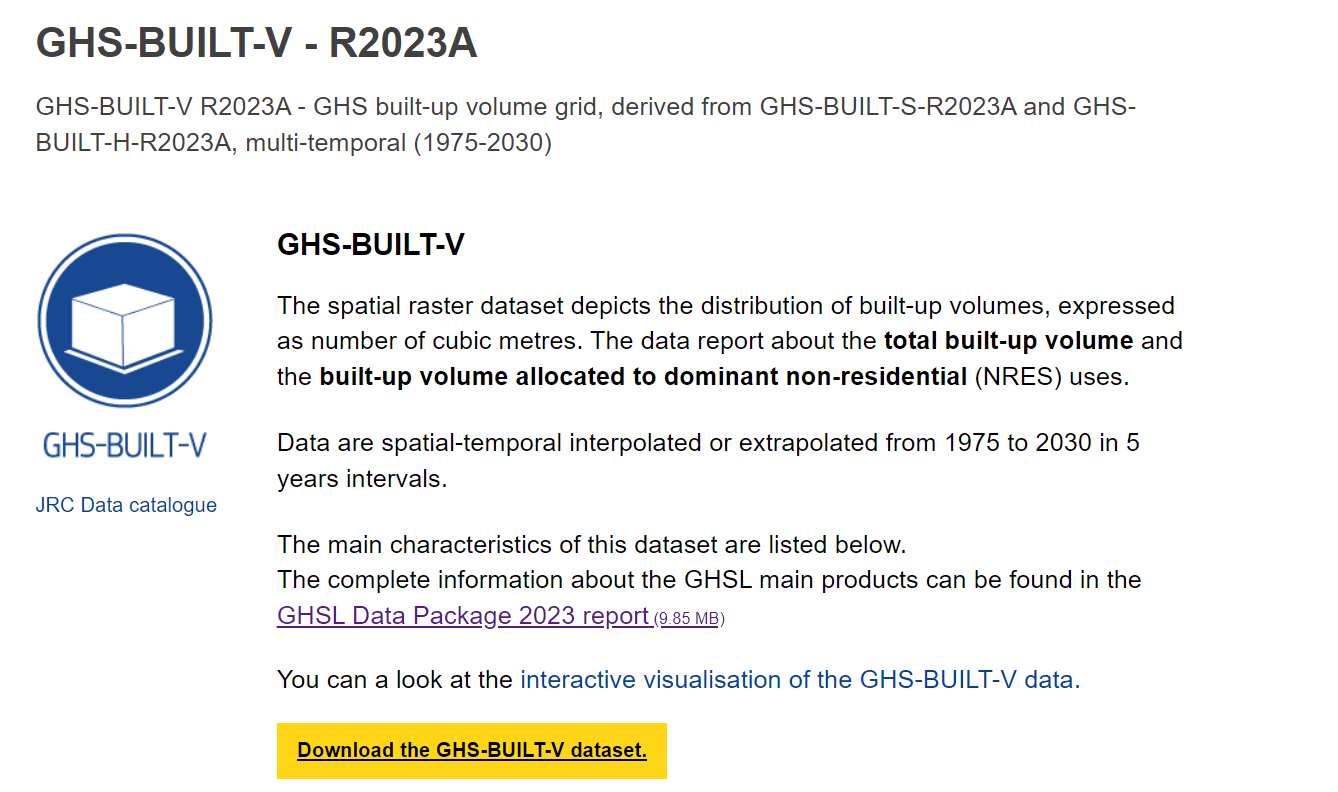 GHS-BUILT-V - R2023A
GHS-BUILT-V R2023A - GHS built-up volume grid, derived from GHS-BUILT-S-R2023A and GHS-
BUILT-H-R2023A, multi-temporal (1975-2030)
GHS-BUILT-V
JRC Data catalogue
GHS-BUILT-V
The spatial raster dataset depicts the distribution of built-up volumes, expressed
as number of cubic metres. The data report about the total built-up volume and
the built-up volume allocated to dominant non-residential (NRES) uses.
Data are spatial-temporal interpolated or extrapolated from 1975 to 2030 in 5
years intervals.
The main characteristics of this dataset are listed below.
The complete information about the GHSL main products can be found in the
GHSL Data Package 2023 report (9.85 MB)
You can a look at the interactive visualisation of the GHS-BUILT-V data.
Download the GHS-BUILT-V dataset.